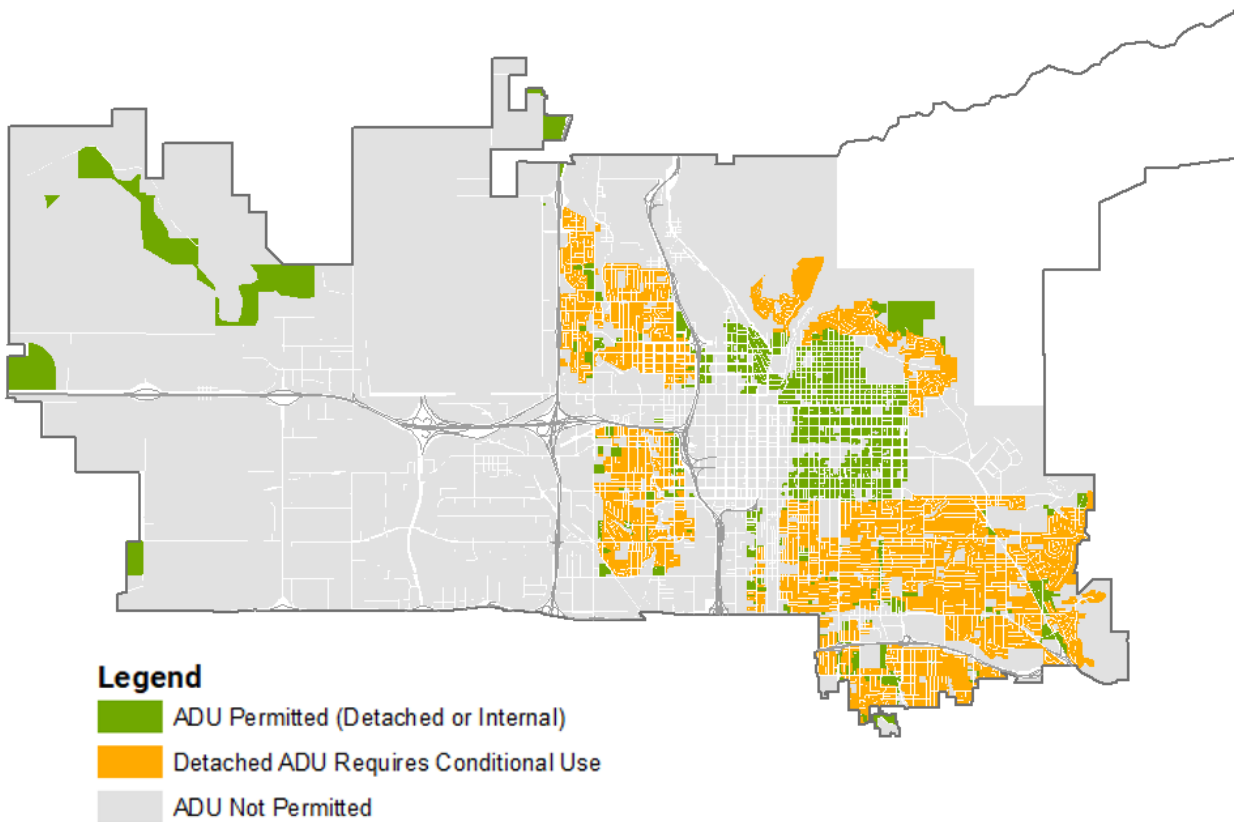 Legend
ADU Permitted (Detached or Internal)
Detached ADU Requires Conditional Use
ADU Not Permitted